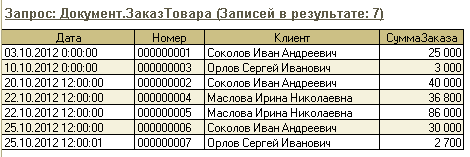 Запрос: Документ.ЗаказТовара (Записей в результате: 7)
Дата Номер Клиент СуммаЗаказа
03.10.2012 0:00:00 000000001 Соколов Иван Андреевич 25 000
10.10.2012 0:00:00 000000003 Орлов Сергей Иванович 3 000
20.10.2012 12:00:00 000000002 Соколов Иван Андреевич 40 000
22.10.2012 12:00:00 000000004 Маслова Ирина Николаевна 36 800
22.10.2012 12:00:00 000000005 Маслова Ирина Николаевна 86 000
25.10.2012 12:00:00 000000006 Соколов Иван Андреевич 30 000
25.10.2012 12:00:01 000000007 Орлов Сергей Иванович 2 700